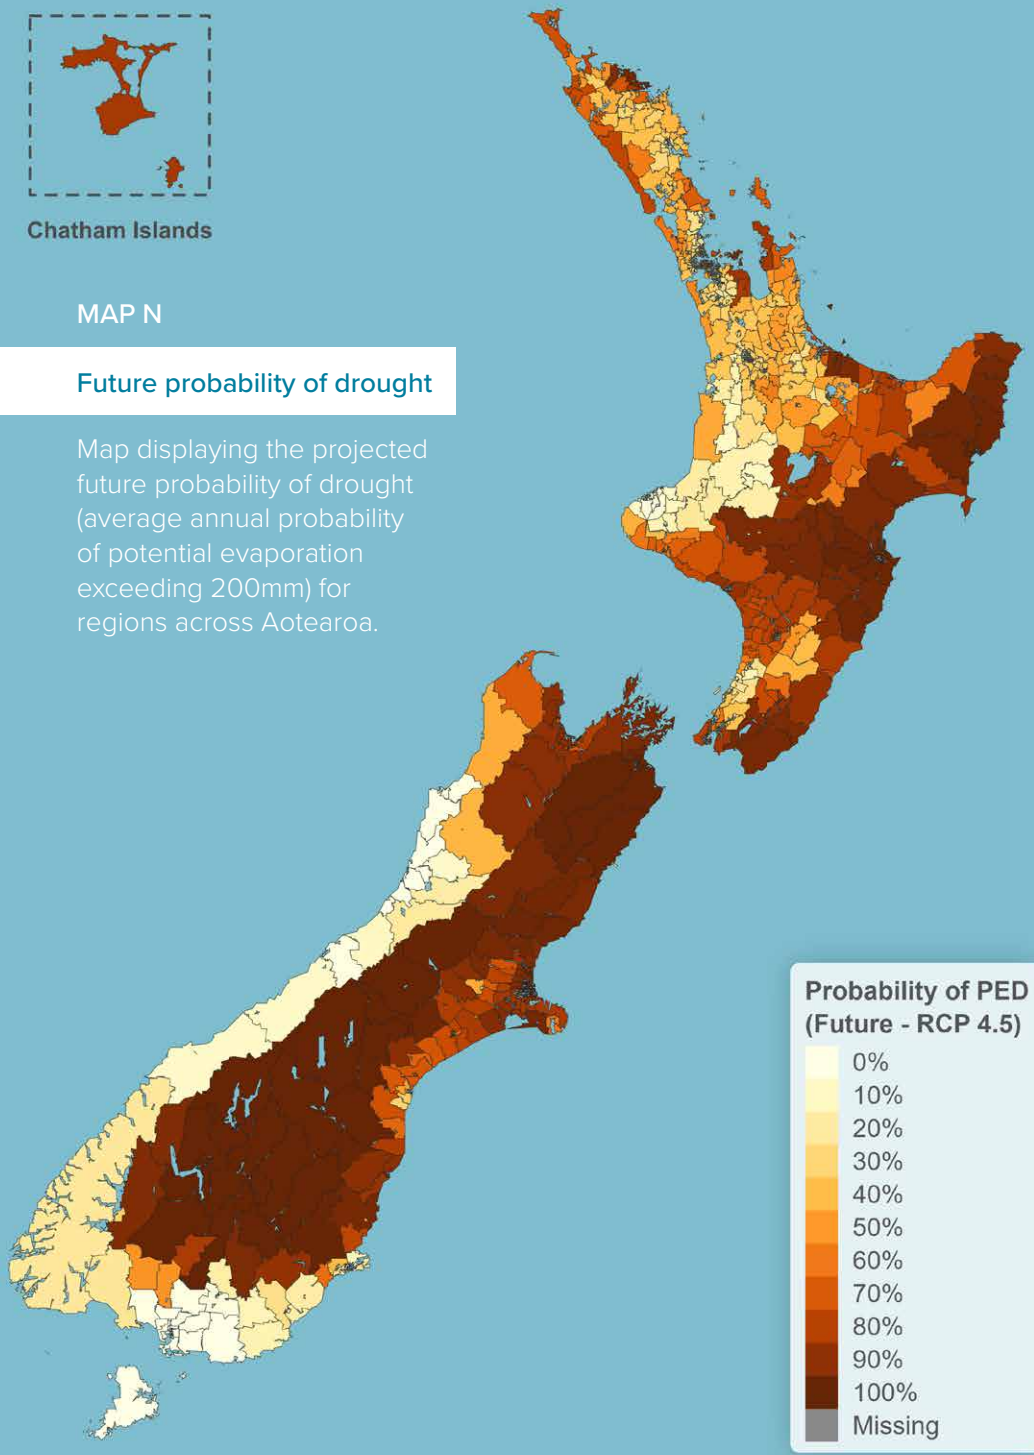 Chatham Islands
MAP N
Future probability of drought
Map displaying the projected
future probability of drought
(average annual probability
of potential evaporation
exceeding 200mm) for
regions across Aotearoa.
Probability of PED
(Future - RCP 4.5)
0%
10%
20%
30%
40%
50%
60%
70%
80%
90%
100%
Missing